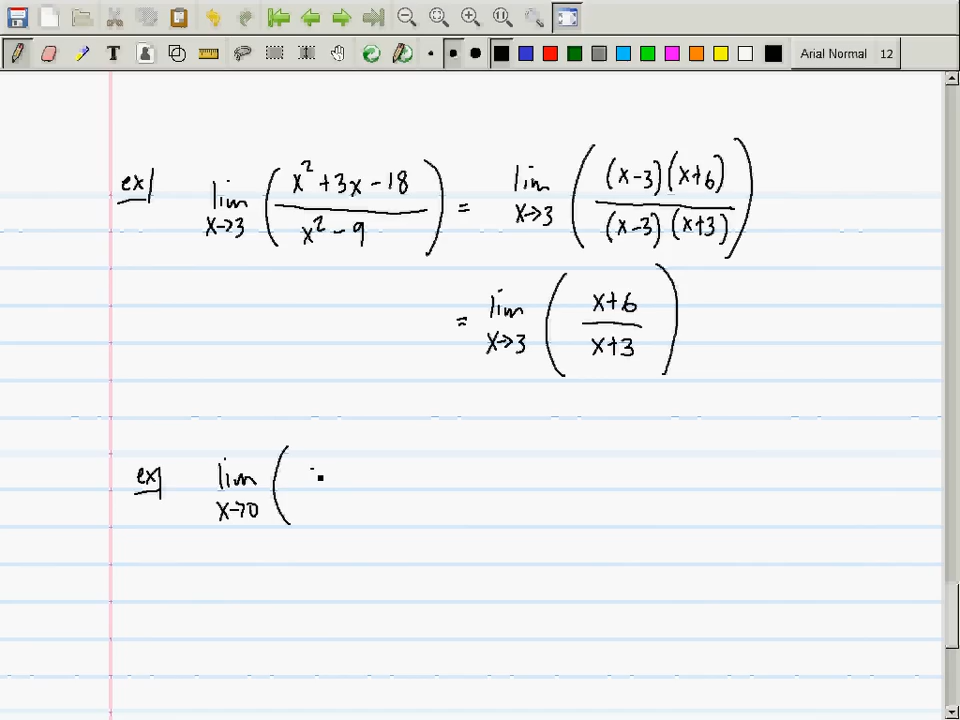 Arial Normal 12
ex| lim x→3 ( (x² + 3x - 18) / (x² - 9) ) = lim x→3 ( (x-3)(x+6) / (x-3)(x+3) )
= lim x→3 ( (x+6) / (x+3) )
ex| lim x→0 (